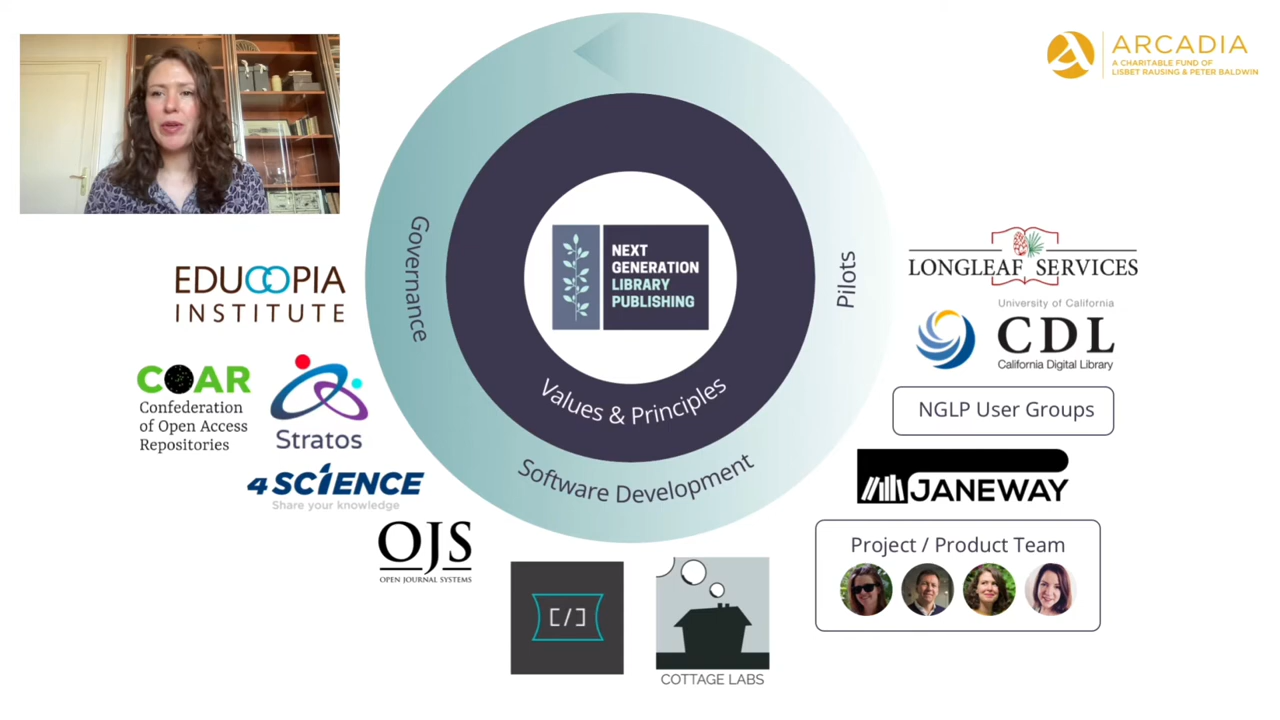 ARCADIA
A CHARITABLE FUND OF
LISBET RAUSING & PETER BALDWIN
NEXT
GENERATION
LIBRARY
PUBLISHING
Governance
Pilots
Values & Principles
Software Development
EDUCOPIA
INSTITUTE
COAR
Confederation
of Open Access
Repositories
Stratos
4SCIENCE
Share your knowledge
OJS
OPEN JOURNAL SYSTEMS
[/]
COTTAGE LABS
LONGLEAF SERVICES
University of California
CDL
California Digital Library
NGLP User Groups
JANEWAY
Project / Product Team